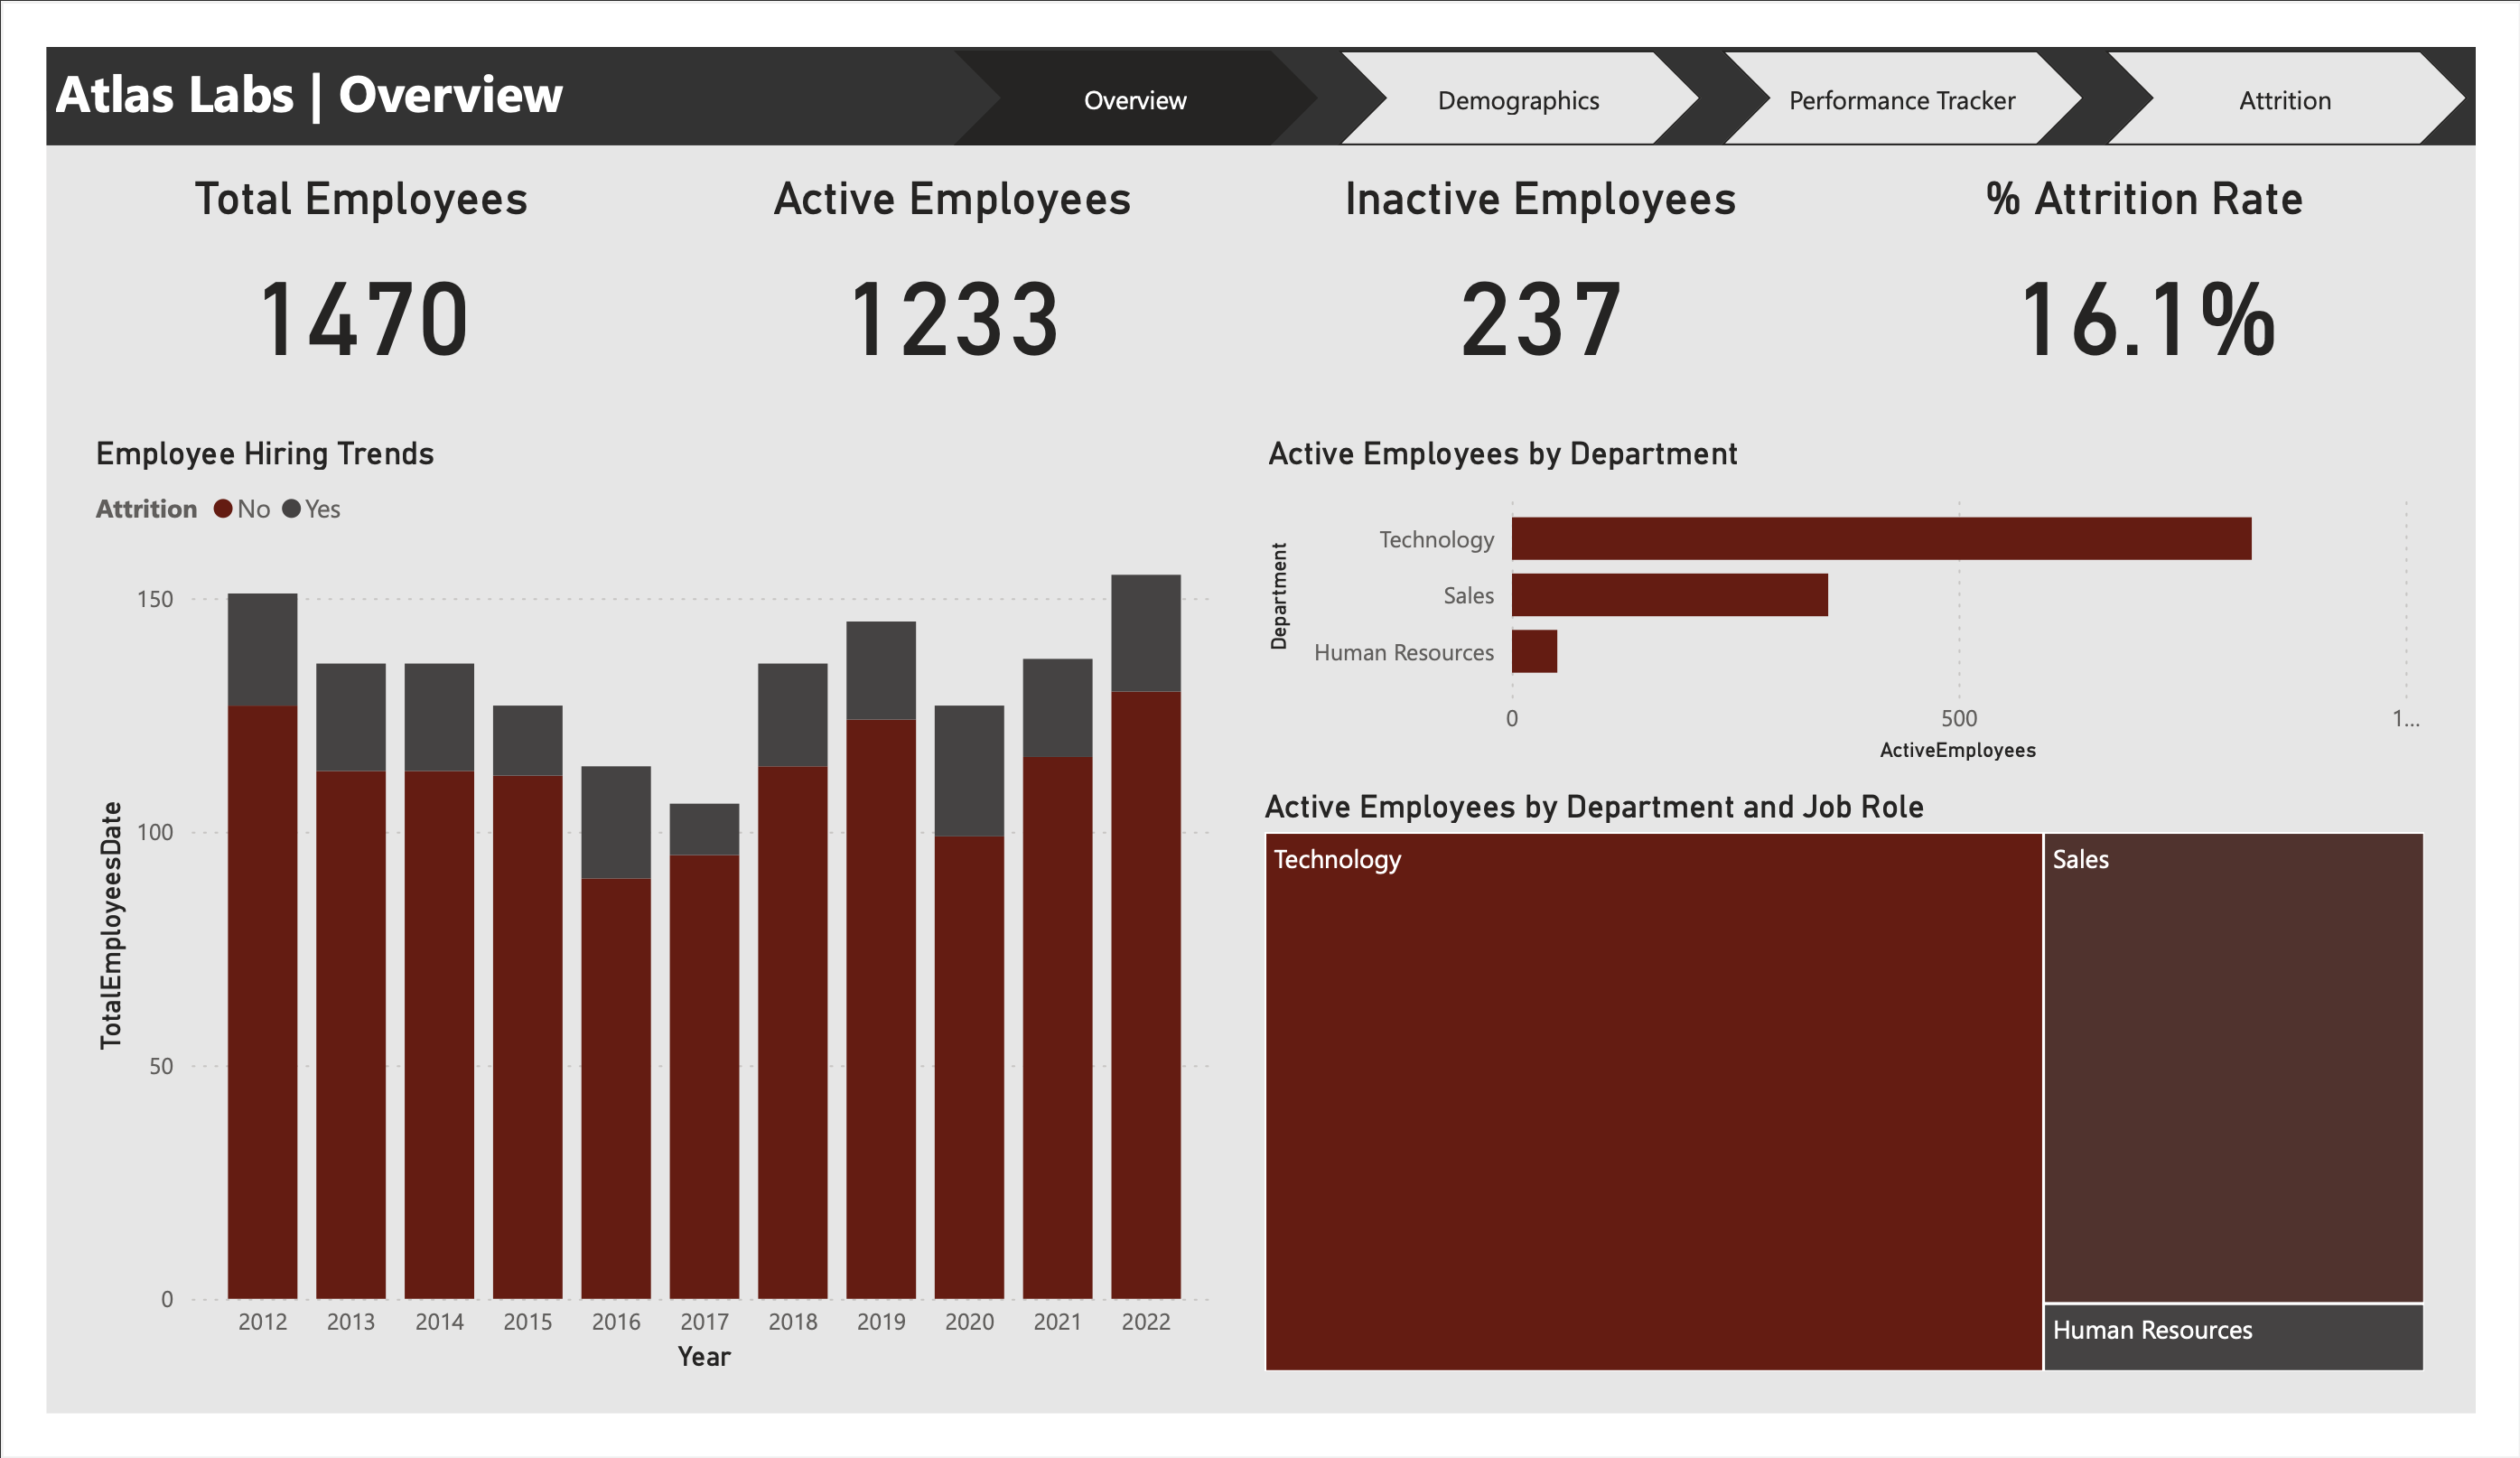 Atlas Labs | Overview
Overview
Demographics
Performance Tracker
Attrition
Total Employees
Active Employees
Inactive Employees
% Attrition Rate
1470
1233
237
16.1%
Employee Hiring Trends
Attrition No Yes
TotalEmployeesDate
150
100
50
0
2012 2013 2014 2015 2016 2017 2018 2019 2020 2021 2022
Year
Active Employees by Department
Department
Technology
Sales
Human Resources
0 500 1...
ActiveEmployees
Active Employees by Department and Job Role
Technology
Sales
Human Resources